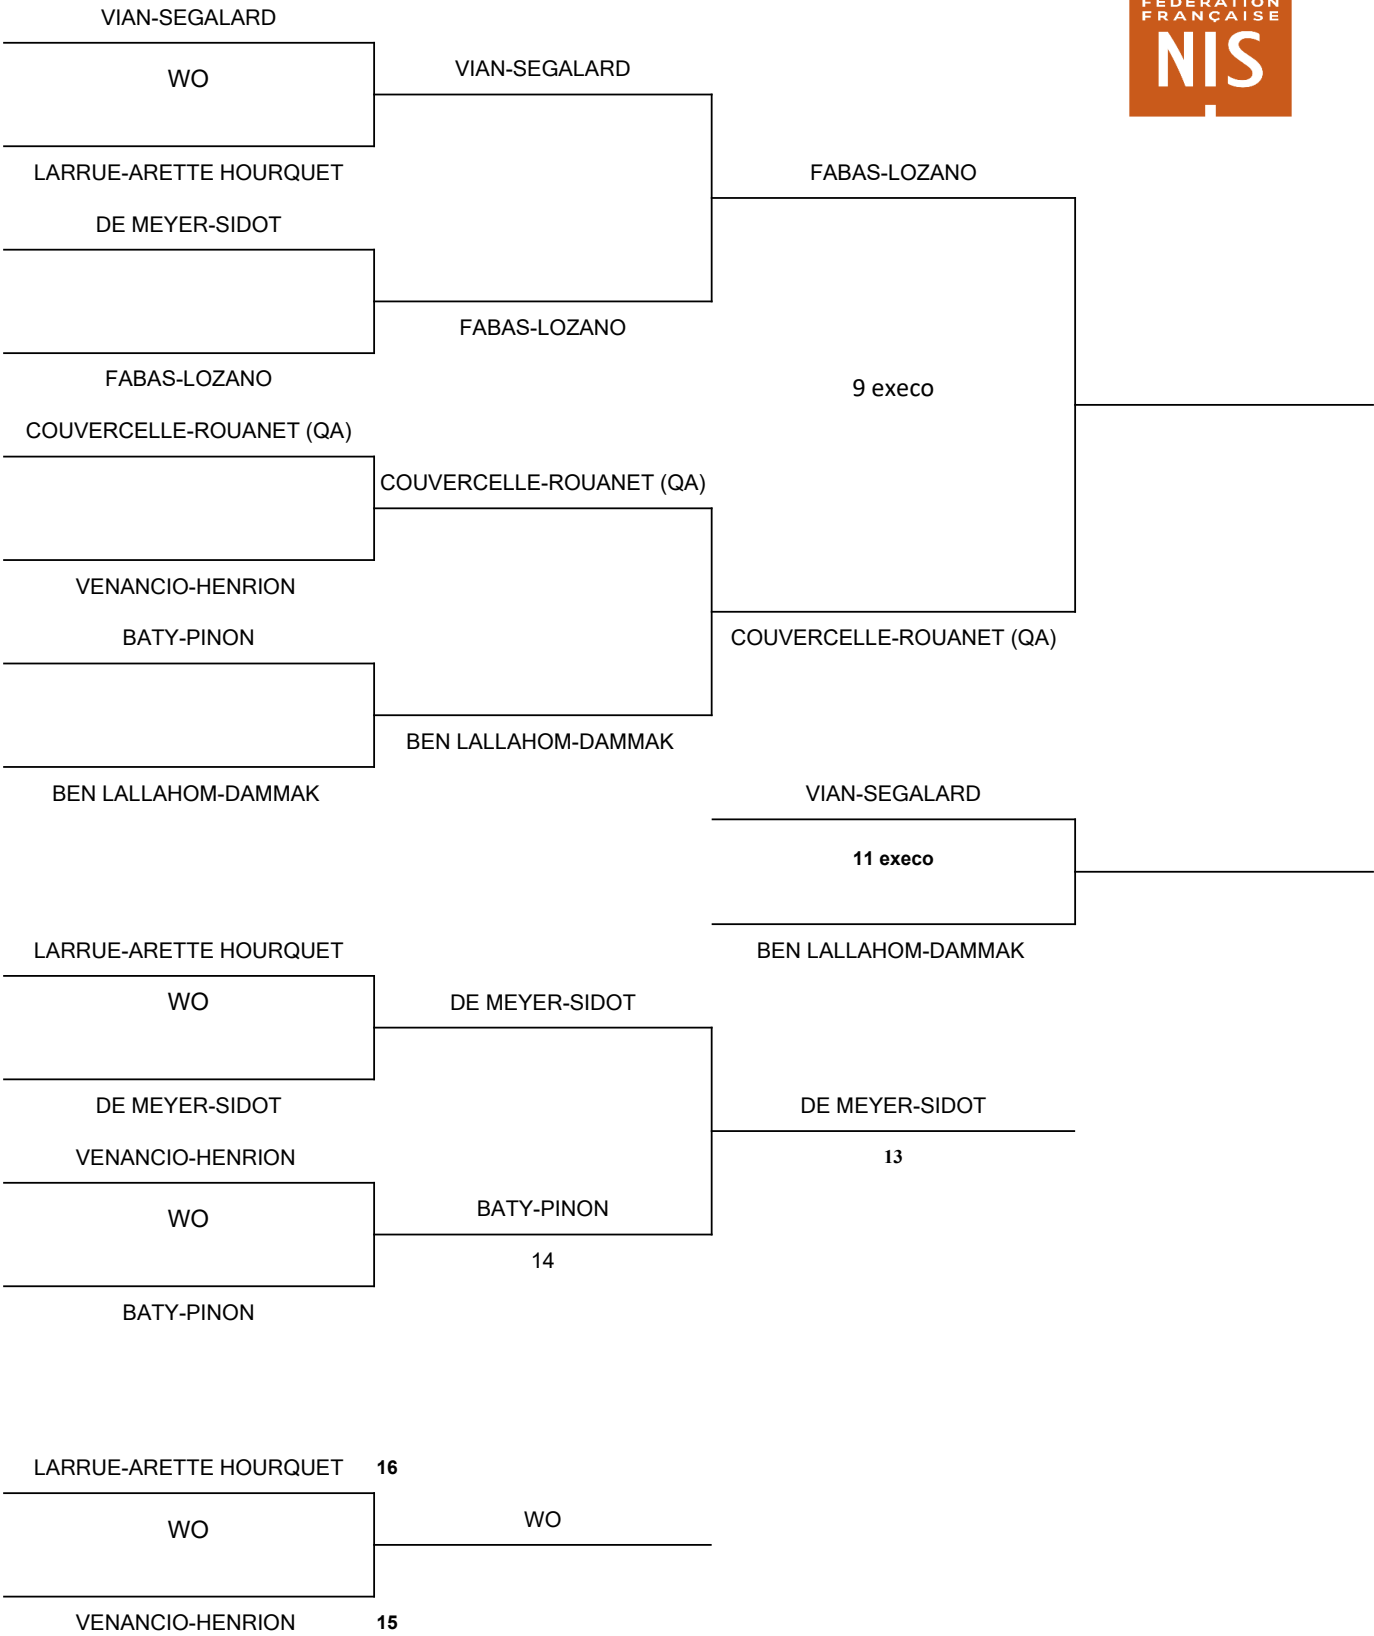 FEDERATION
FRANÇAISE
NIS
VIAN-SEGALARD
WO
VIAN-SEGALARD
LARRUE-ARETTE HOURQUET
FABAS-LOZANO
DE MEYER-SIDOT
FABAS-LOZANO
FABAS-LOZANO
9 execo
COUVERCELLE-ROUANET (QA)
COUVERCELLE-ROUANET (QA)
VENANCIO-HENRION
BATY-PINON
COUVERCELLE-ROUANET (QA)
BEN LALLAHOM-DAMMAK
BEN LALLAHOM-DAMMAK
VIAN-SEGALARD
11 execo
LARRUE-ARETTE HOURQUET
BEN LALLAHOM-DAMMAK
WO
DE MEYER-SIDOT
DE MEYER-SIDOT
DE MEYER-SIDOT
VENANCIO-HENRION
13
WO
BATY-PINON
14
BATY-PINON
LARRUE-ARETTE HOURQUET 16
WO
WO
VENANCIO-HENRION 15